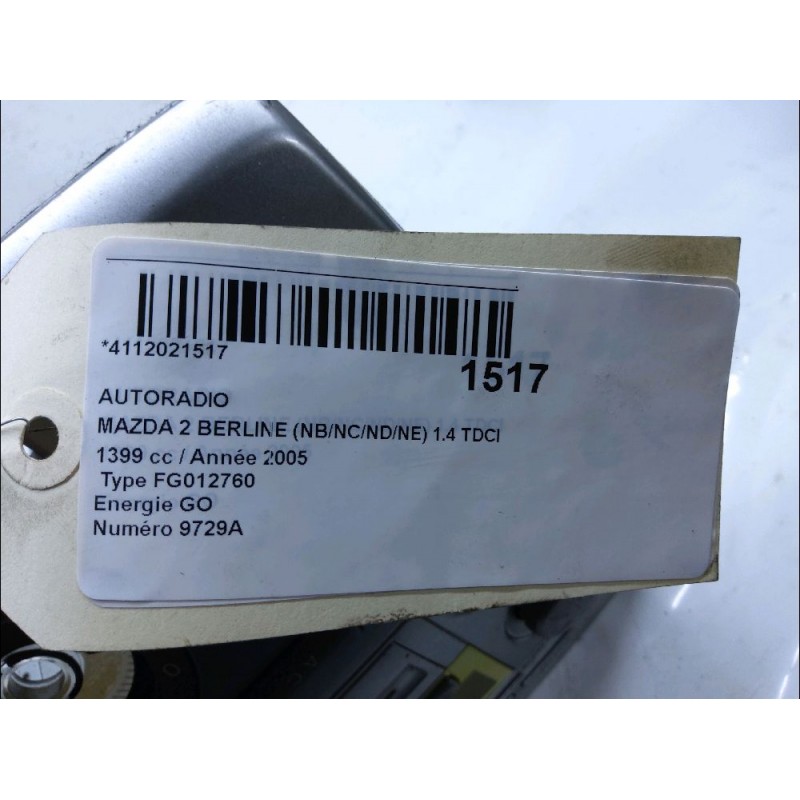 *4112021517
1517
AUTORADIO
MAZDA 2 BERLINE (NB/NC/ND/NE) 1.4 TDCI
1399 cc / Année 2005
Type FG012760
Energie GO
Numéro 9729A